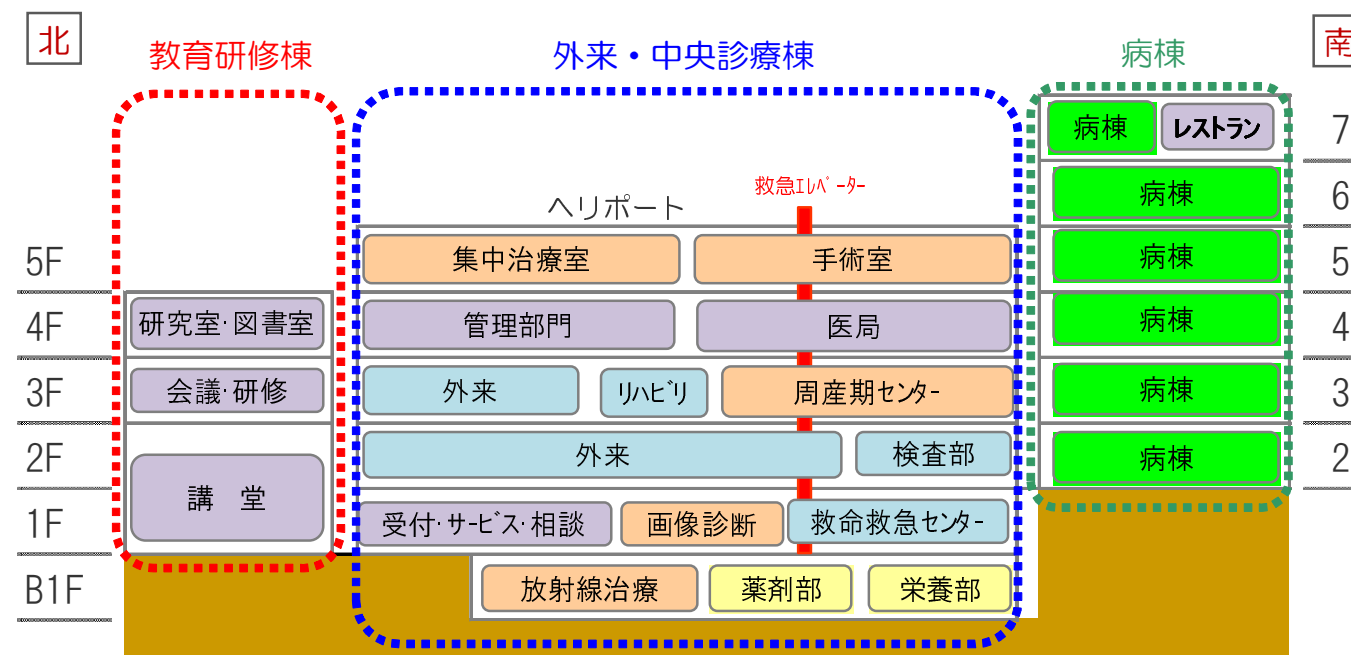 北
南
教育研修棟
外来・中央診療棟
病棟
病棟
レストラン
7
救急ｴﾚﾍﾞｰﾀｰ
病棟
6
ヘリポート
5F
集中治療室
手術室
病棟
5
4F
研究室･図書室
管理部門
医局
病棟
4
3F
会議･研修
外来
ﾘﾊﾋﾞﾘ
周産期ｾﾝﾀｰ
病棟
3
2F
外来
検査部
病棟
2
講　堂
1F
受付･ｻｰﾋﾞｽ･相談
画像診断
救命救急ｾﾝﾀｰ
B1F
放射線治療
薬剤部
栄養部